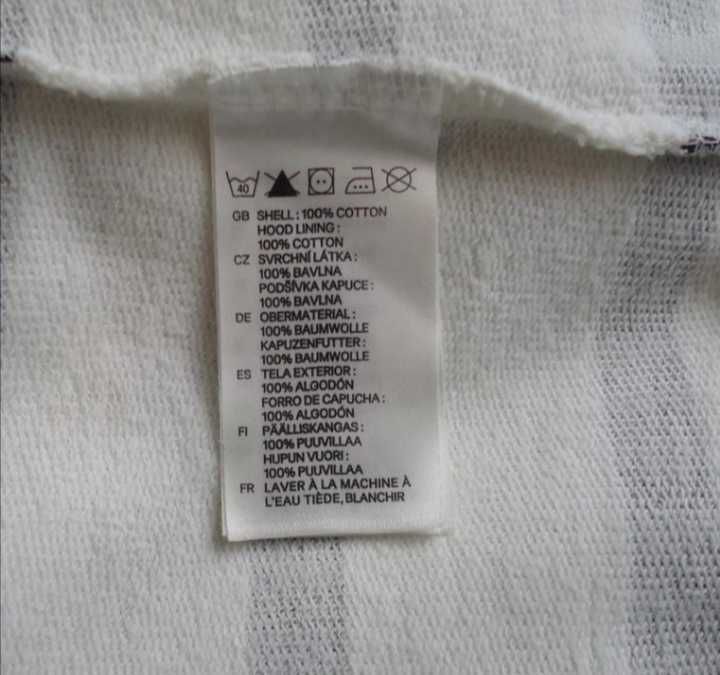 40
GB SHELL: 100% COTTON
HOOD LINING:
100% COTTON
CZ SVRCHNÍ LÁTKA:
100% BAVLNA
PODŠÍVKA KAPUCE:
100% BAVLNA
DE OBERMATERIAL:
100% BAUMWOLLE
KAPUZENFUTTER:
100% BAUMWOLLE
ES TELA EXTERIOR:
100% ALGODÓN
FORRO DE CAPUCHA:
100% ALGODÓN
FI PÄÄLLISKANGAS:
100% PUUVILLAA
HUPUN VUORI:
100% PUUVILLAA
FR LAVER À LA MACHINE À
L'EAU TIÈDE, BLANCHIR